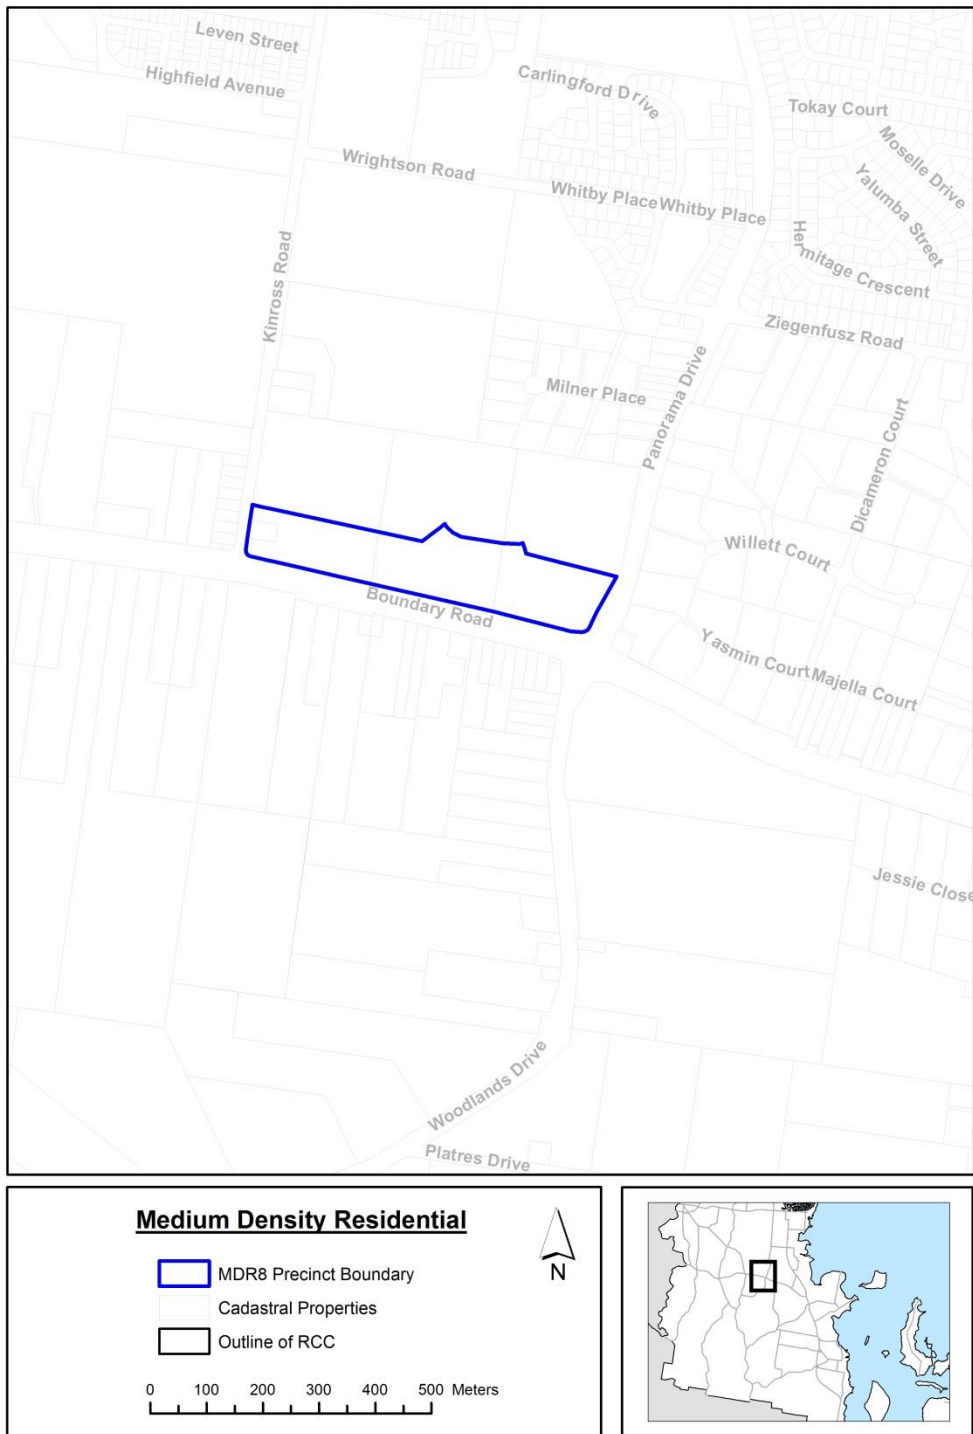 Leven Street
Highfield Avenue
Carlingford Drive
Tokay Court
Moselle Drive
Wrightson Road
Yalumba Street
Whitby Place
Whitby Place
Hermitage Crescent
Kinross Road
Ziegenfusz Road
Panorama Drive
Milner Place
Dicameron Court
Willett Court
Boundary Road
Yasmin Court
Majella Court
Jessie Close
Woodlands Drive
Platres Drive
Medium Density Residential
MDR8 Precinct Boundary
Cadastral Properties
Outline of RCC
N
0 100 200 300 400 500 Meters